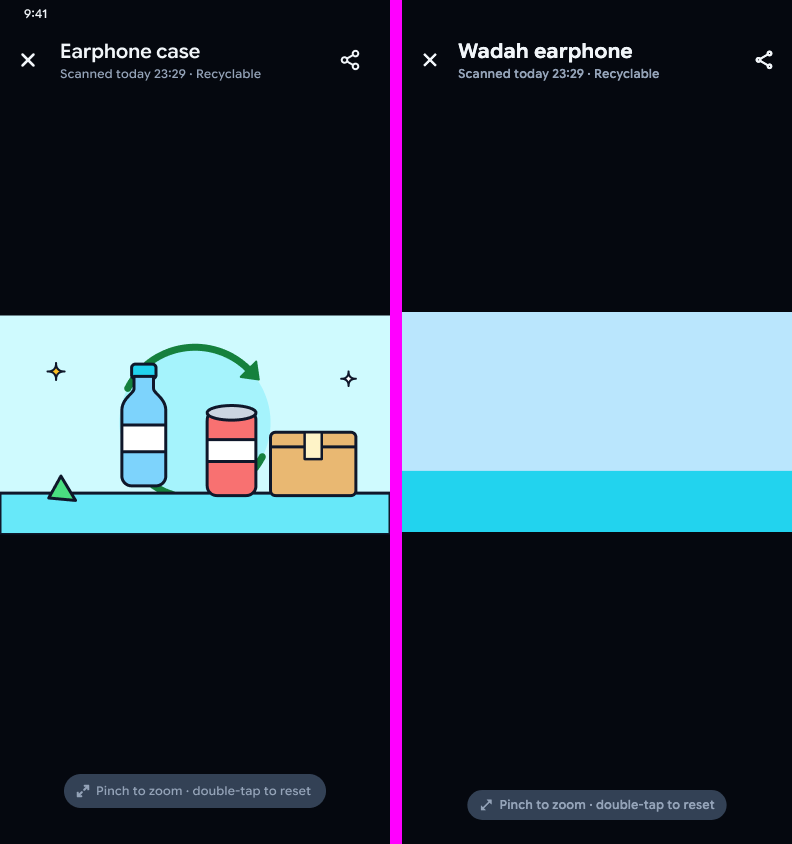 9:41
Earphone case
Scanned today 23:29 · Recyclable
Pinch to zoom · double-tap to reset
Wadah earphone
Scanned today 23:29 · Recyclable
Pinch to zoom · double-tap to reset